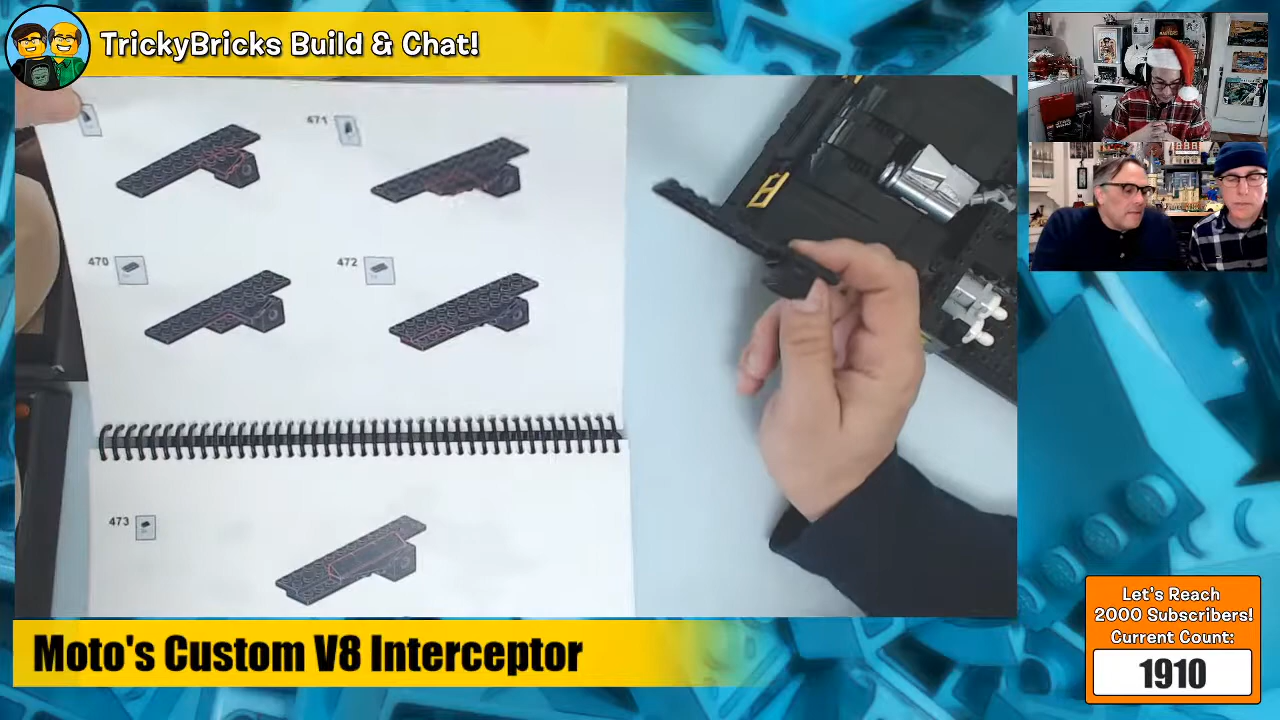 TrickyBricks Build & Chat!
471
470
472
473
Moto's Custom V8 Interceptor
Let's Reach
2000 Subscribers!
Current Count:
1910